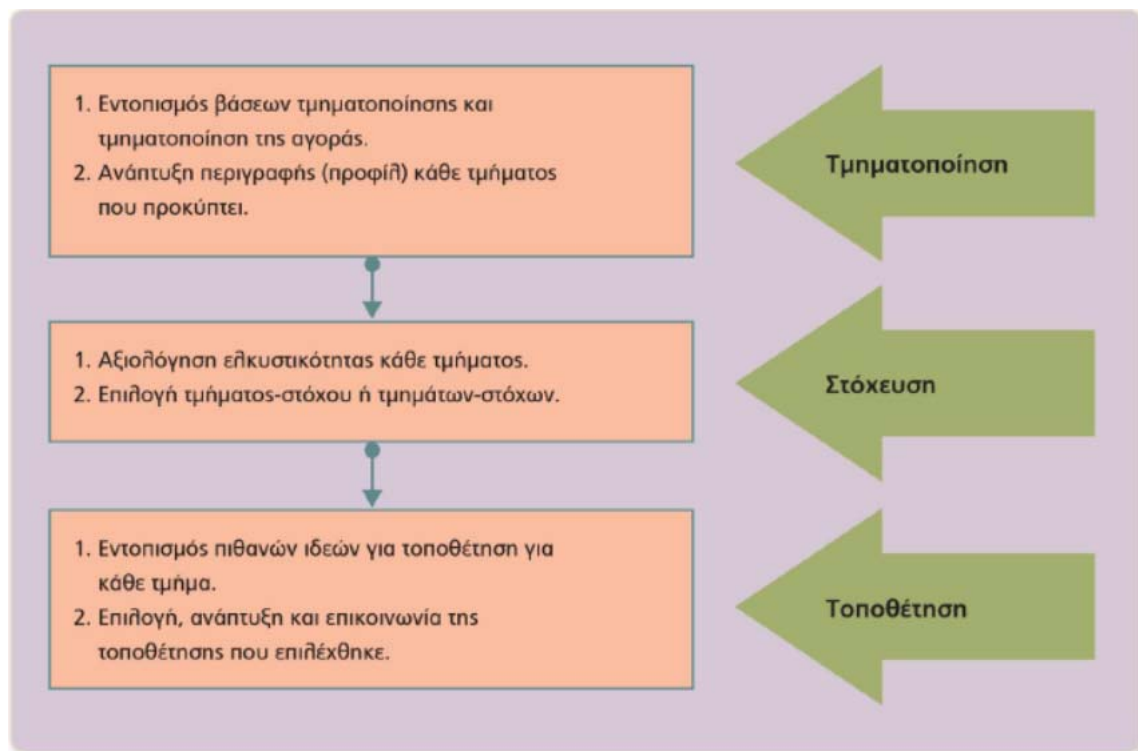 1. Εντοπισμός βάσεων τμηματοποίησης και
τμηματοποίηση της αγοράς.
2. Ανάπτυξη περιγραφής (προφίλ) κάθε τμήματος
που προκύπτει.
Τμηματοποίηση
1. Αξιολόγηση ελκυστικότητας κάθε τμήματος.
2. Επιλογή τμήματος-στόχου ή τμημάτων-στόχων.
Στόχευση
1. Εντοπισμός πιθανών ιδεών για τοποθέτηση για
κάθε τμήμα.
2. Επιλογή, ανάπτυξη και επικοινωνία της
τοποθέτησης που επιλέχθηκε.
Τοποθέτηση